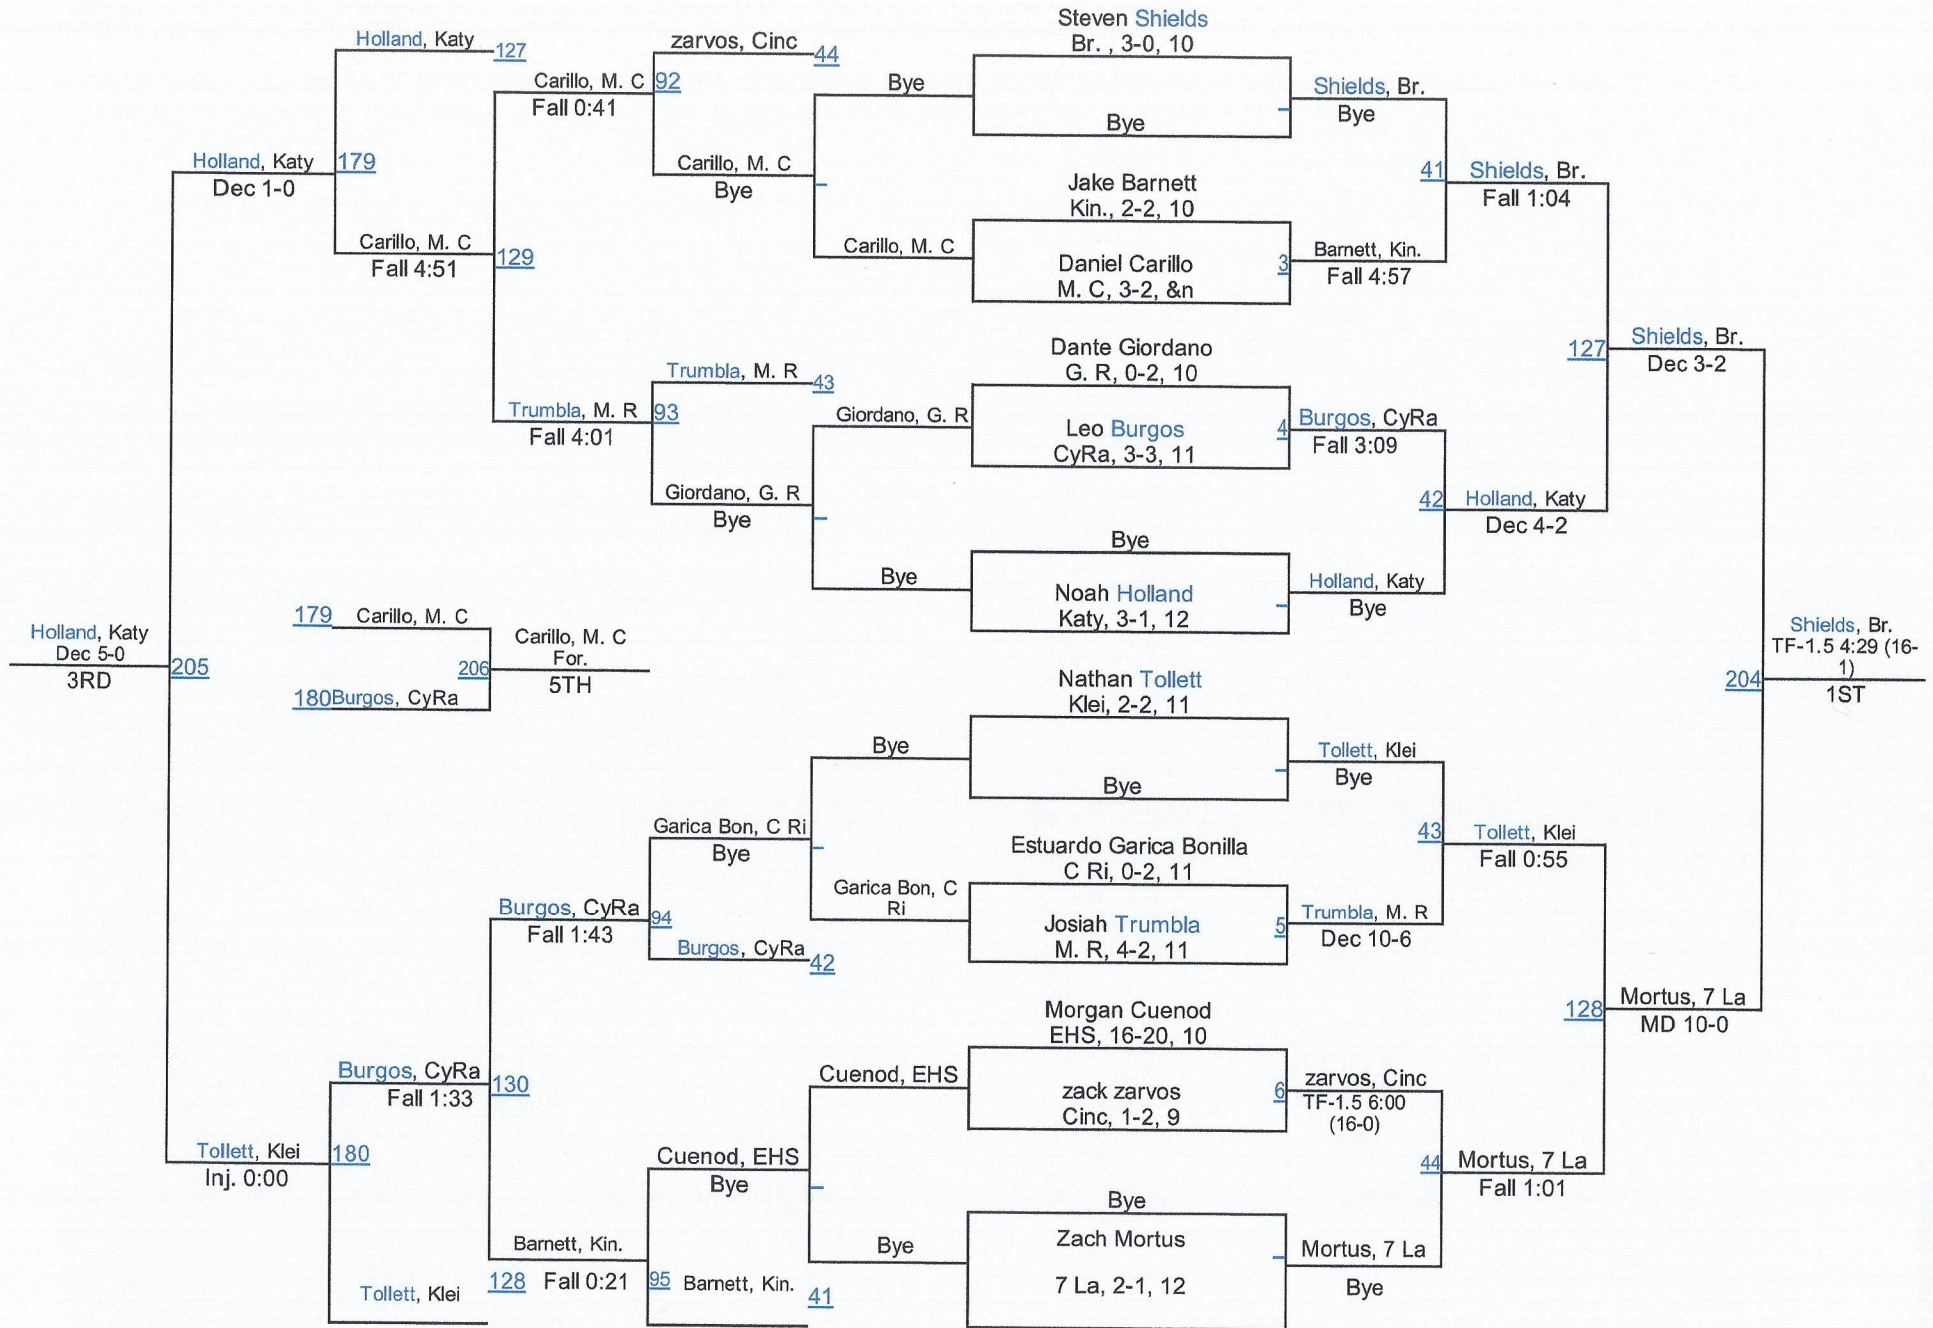 Steven Shields
Br. , 3-0, 10
Holland, Katy
127
zarvos, Cinc
44
Carillo, M. C
92
Fall 0:41
Bye
Bye
Shields, Br.
Bye
Holland, Katy
179
Dec 1-0
Carillo, M. C
Bye
Jake Barnett
Kin., 2-2, 10
41
Shields, Br.
Fall 1:04
Carillo, M. C
129
Fall 4:51
Carillo, M. C
Daniel Carillo
3
M. C, 3-2, &n
Barnett, Kin.
Fall 4:57
Dante Giordano
G. R, 0-2, 10
127
Shields, Br.
Dec 3-2
Trumbla, M. R
43
Trumbla, M. R
93
Fall 4:01
Giordano, G. R
Leo Burgos
4
CyRa, 3-3, 11
Burgos, CyRa
Fall 3:09
Giordano, G. R
Bye
42
Holland, Katy
Dec 4-2
Bye
Bye
Noah Holland
Katy, 3-1, 12
Holland, Katy
Bye
179
Carillo, M. C
Holland, Katy
Dec 5-0
205
3RD
Carillo, M. C
For.
206
5TH
180
Burgos, CyRa
Shields, Br.
TF-1.5 4:29 (16-
1)
204
1ST
Nathan Tollett
Klei, 2-2, 11
Bye
Bye
Tollett, Klei
Bye
Garica Bon, C Ri
Bye
Estuardo Garica Bonilla
C Ri, 0-2, 11
43
Tollett, Klei
Fall 0:55
Garica Bon, C
Ri
Burgos, CyRa
94
Fall 1:43
Burgos, CyRa
42
Josiah Trumbla
5
M. R, 4-2, 11
Trumbla, M. R
Dec 10-6
Morgan Cuenod
EHS, 16-20, 10
128
Mortus, 7 La
MD 10-0
Burgos, CyRa
130
Fall 1:33
Cuenod, EHS
zack zarvos
6
Cinc, 1-2, 9
zarvos, Cinc
TF-1.5 6:00
(16-0)
Tollett, Klei
180
Inj. 0:00
Cuenod, EHS
Bye
44
Mortus, 7 La
Fall 1:01
Bye
Bye
Zach Mortus
7 La, 2-1, 12
Mortus, 7 La
Bye
Barnett, Kin.
Fall 0:21
95
Barnett, Kin.
41
Tollett, Klei
128